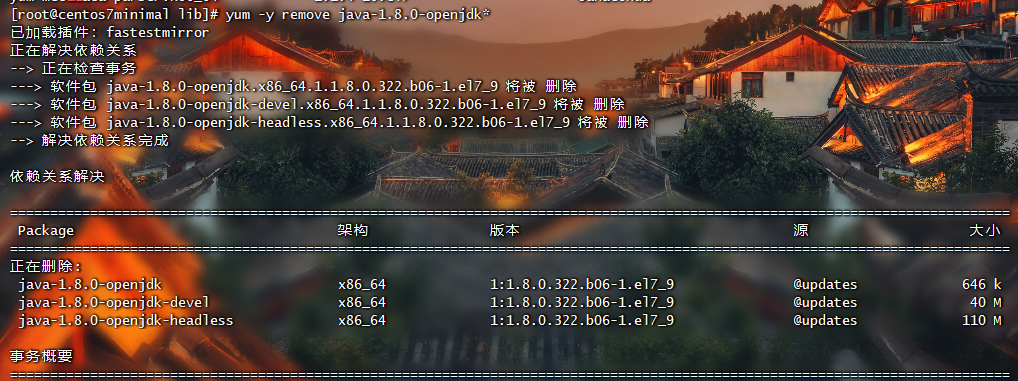 [root@centos7minimal lib]# yum -y remove java-1.8.0-openjdk*
已加载插件：fastestmirror
正在解决依赖关系
--> 正在检查事务
---> 软件包 java-1.8.0-openjdk.x86_64.1.1.8.0.322.b06-1.el7_9 将被 删除
---> 软件包 java-1.8.0-openjdk-devel.x86_64.1.1.8.0.322.b06-1.el7_9 将被 删除
---> 软件包 java-1.8.0-openjdk-headless.x86_64.1.1.8.0.322.b06-1.el7_9 将被 删除
--> 解决依赖关系完成
依赖关系解决
Package 架构 版本 源 大小
正在删除:
java-1.8.0-openjdk x86_64 1:1.8.0.322.b06-1.el7_9 @updates 646 k
java-1.8.0-openjdk-devel x86_64 1:1.8.0.322.b06-1.el7_9 @updates 40 M
java-1.8.0-openjdk-headless x86_64 1:1.8.0.322.b06-1.el7_9 @updates 110 M
事务概要